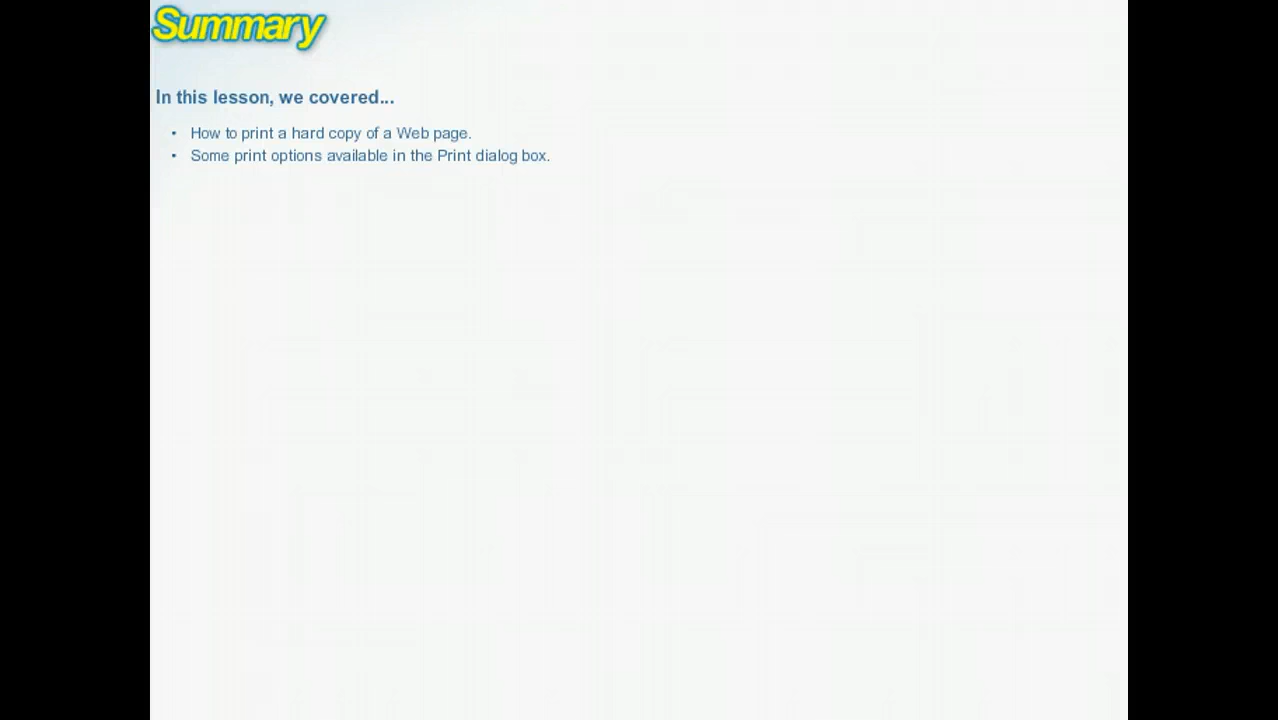 Summary
In this lesson, we covered...
• How to print a hard copy of a Web page.
• Some print options available in the Print dialog box.